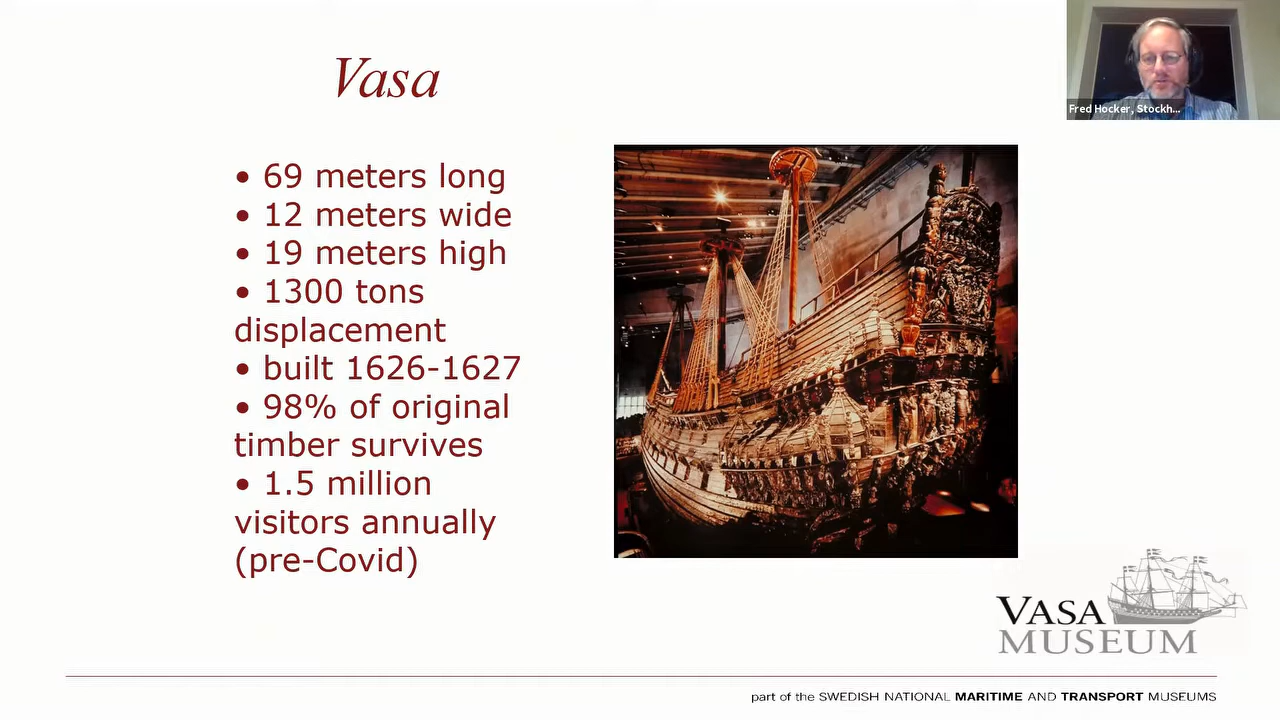 Vasa
Fred Hocker, Stockh...
• 69 meters long
• 12 meters wide
• 19 meters high
• 1300 tons
displacement
• built 1626-1627
• 98% of original
timber survives
• 1.5 million
visitors annually
(pre-Covid)
VASA
MUSEUM
part of the SWEDISH NATIONAL MARITIME AND TRANSPORT MUSEUMS